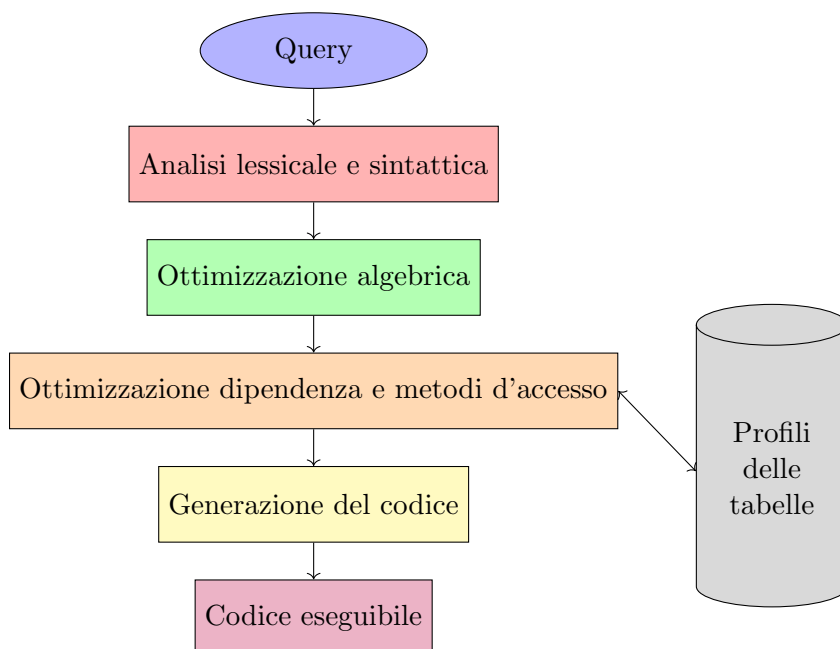 Query
Analisi lessicale e sintattica
Ottimizzazione algebrica
Ottimizzazione dipendenza e metodi d'accesso
Profili
delle
tabelle
Generazione del codice
Codice eseguibile